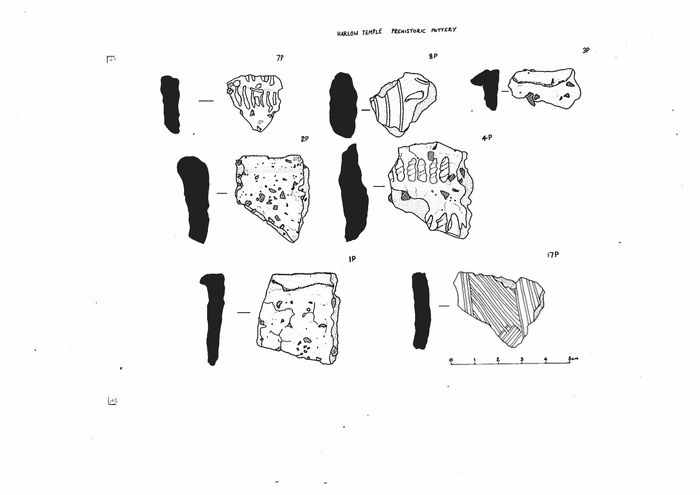 HARLOW TEMPLE PREHISTORIC POTTERY
7P 8P 3P
2P 4P
1P 17P
0 1 2 3 4 5cm